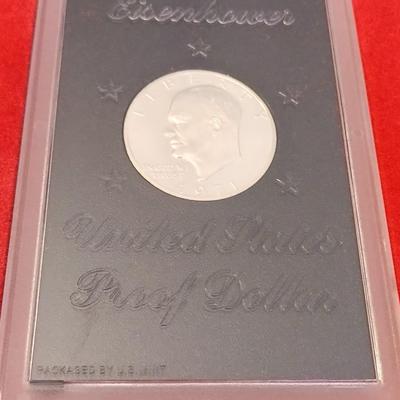 Eisenhower
LIBERTY
IN GOD WE
TRUST
1971
United States
Proof Dollar
PACKAGED BY U.S. MINT